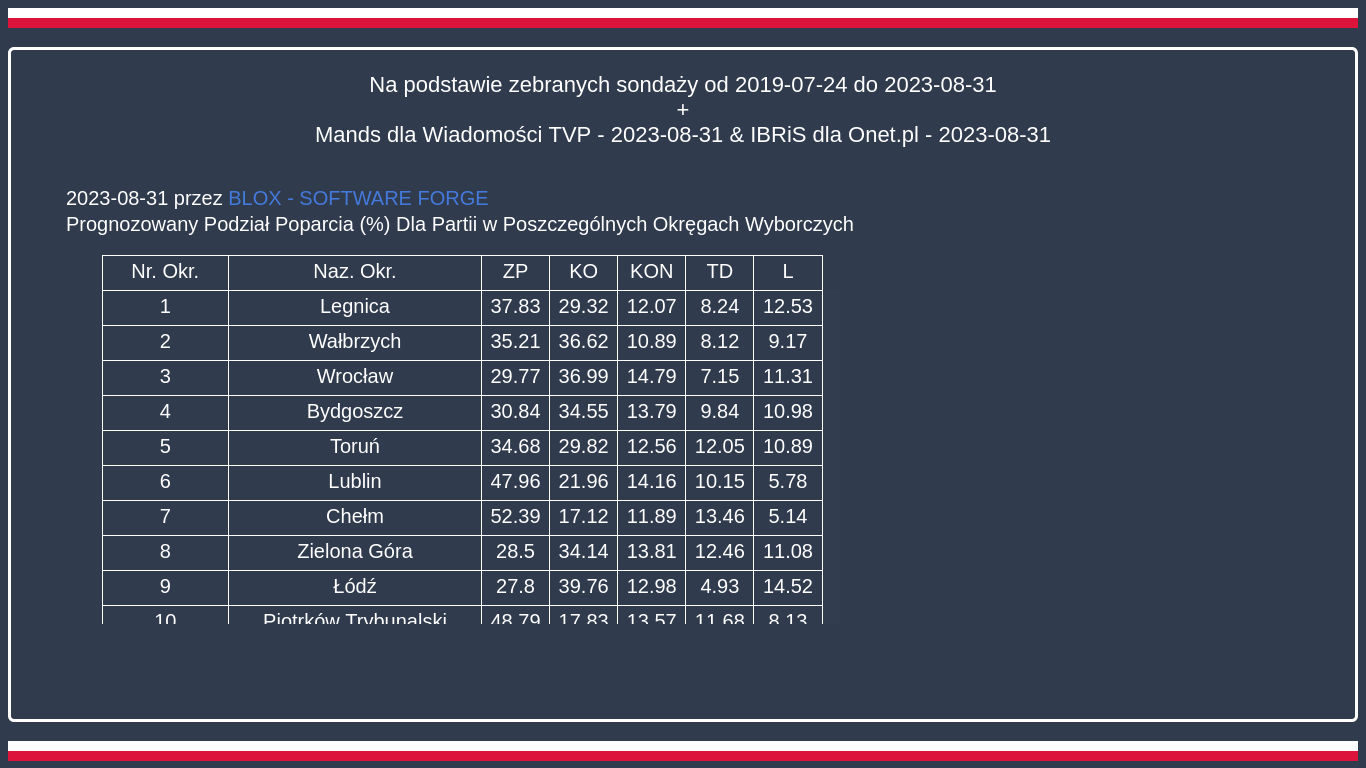 Na podstawie zebranych sondaży od 2019-07-24 do 2023-08-31
+
Mands dla Wiadomości TVP - 2023-08-31 & IBRiS dla Onet.pl - 2023-08-31
2023-08-31 przez BLOX - SOFTWARE FORGE
Prognozowany Podział Poparcia (%) Dla Partii w Poszczególnych Okręgach Wyborczych
Nr. Okr. Naz. Okr. ZP KO KON TD L
1 Legnica 37.83 29.32 12.07 8.24 12.53
2 Wałbrzych 35.21 36.62 10.89 8.12 9.17
3 Wrocław 29.77 36.99 14.79 7.15 11.31
4 Bydgoszcz 30.84 34.55 13.79 9.84 10.98
5 Toruń 34.68 29.82 12.56 12.05 10.89
6 Lublin 47.96 21.96 14.16 10.15 5.78
7 Chełm 52.39 17.12 11.89 13.46 5.14
8 Zielona Góra 28.5 34.14 13.81 12.46 11.08
9 Łódź 27.8 39.76 12.98 4.93 14.52
10 Piotrków Trybunalski 48.79 17.83 13.57 11.68 8.13